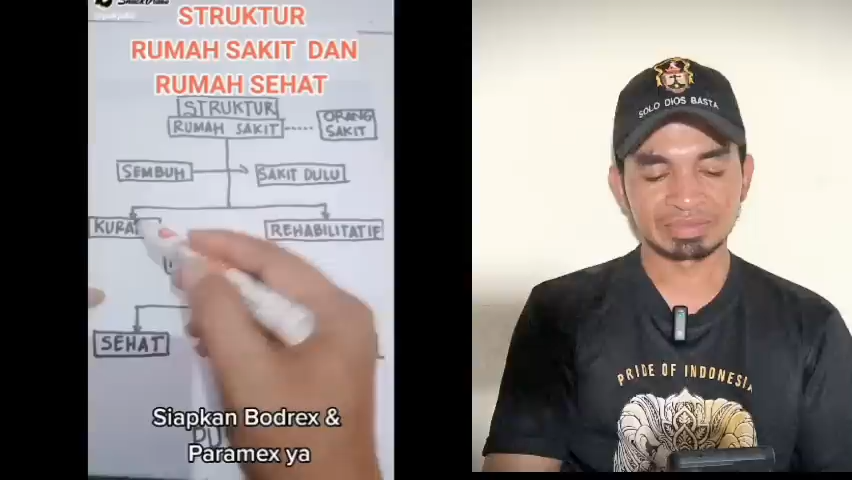 STRUKTUR
RUMAH SAKIT DAN
RUMAH SEHAT
STRUKTUR
RUMAH SAKIT
ORANG
SAKIT
SEMBUH
SAKIT DULU
REHABILITATIF
SEHAT
Siapkan Bodrex &
Paramex ya
SOLO DIOS BASTA
PRIDE OF INDONESIA